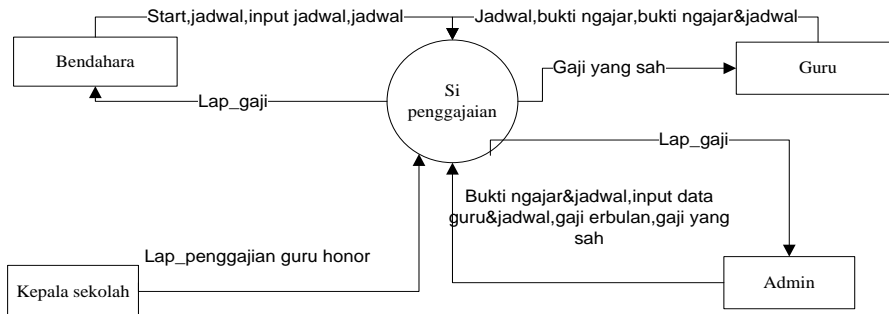 Start,jadwal,input jadwal,jadwal
Jadwal,bukti ngajar,bukti ngajar&jadwal
Bendahara
Si
penggajaian
Gaji yang sah
Guru
Lap_gaji
Lap_gaji
Bukti ngajar&jadwal,input data
guru&jadwal,gaji erbulan,gaji yang
sah
Lap_penggajian guru honor
Kepala sekolah
Admin